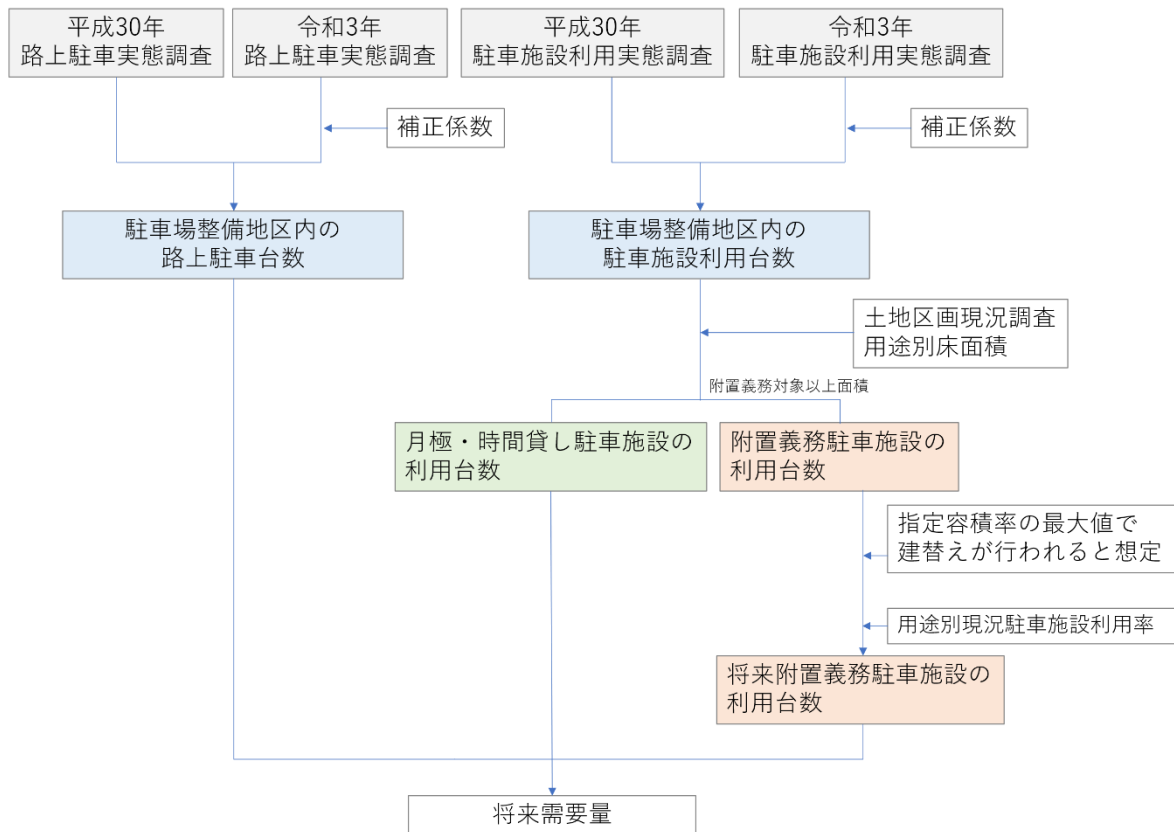 平成30年
路上駐車実態調査
令和3年
路上駐車実態調査
平成30年
駐車施設利用実態調査
令和3年
駐車施設利用実態調査
補正係数
補正係数
駐車場整備地区内の
路上駐車台数
駐車場整備地区内の
駐車施設利用台数
土地区画現況調査
用途別床面積
附置義務対象以上面積
月極・時間貸し駐車施設の
利用台数
附置義務駐車施設の
利用台数
指定容積率の最大値で
建替えが行われると想定
用途別現況駐車施設利用率
将来附置義務駐車施設の
利用台数
将来需要量